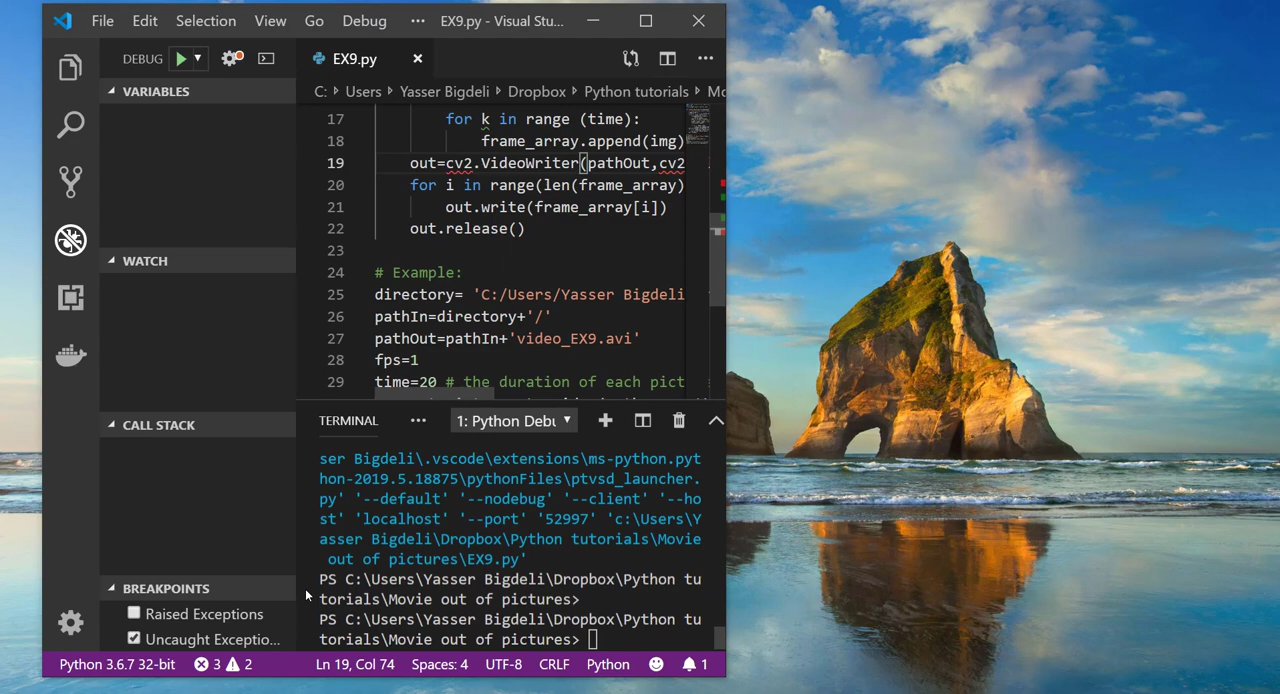 File Edit Selection View Go Debug ··· EX9.py - Visual Stu...
DEBUG
EX9.py
VARIABLES
WATCH
CALL STACK
BREAKPOINTS
Raised Exceptions
Uncaught Exceptio...
C: Users Yasser Bigdeli Dropbox Python tutorials Mo
17 for k in range (time):
18 frame_array.append(img)
19 out=cv2.VideoWriter(pathOut,cv2
20 for i in range(len(frame_array)
21 out.write(frame_array[i])
22 out.release()
23
24 # Example:
25 directory= 'C:/Users/Yasser Bigdeli
26 pathIn=directory+'/'
27 pathOut=pathIn+'video_EX9.avi'
28 fps=1
29 time=20 # the duration of each pict
TERMINAL ··· 1: Python Debu
ser Bigdeli\.vscode\extensions\ms-python.pyt
hon-2019.5.18875\pythonFiles\ptvsd_launcher.
py' '--default' '--nodebug' '--client' '--ho
st' 'localhost' '--port' '52997' 'c:\Users\Y
asser Bigdeli\Dropbox\Python tutorials\Movie
out of pictures\EX9.py'
PS C:\Users\Yasser Bigdeli\Dropbox\Python tu
torials\Movie out of pictures>
PS C:\Users\Yasser Bigdeli\Dropbox\Python tu
torials\Movie out of pictures>
Python 3.6.7 32-bit 3 2 Ln 19, Col 74 Spaces: 4 UTF-8 CRLF Python 1